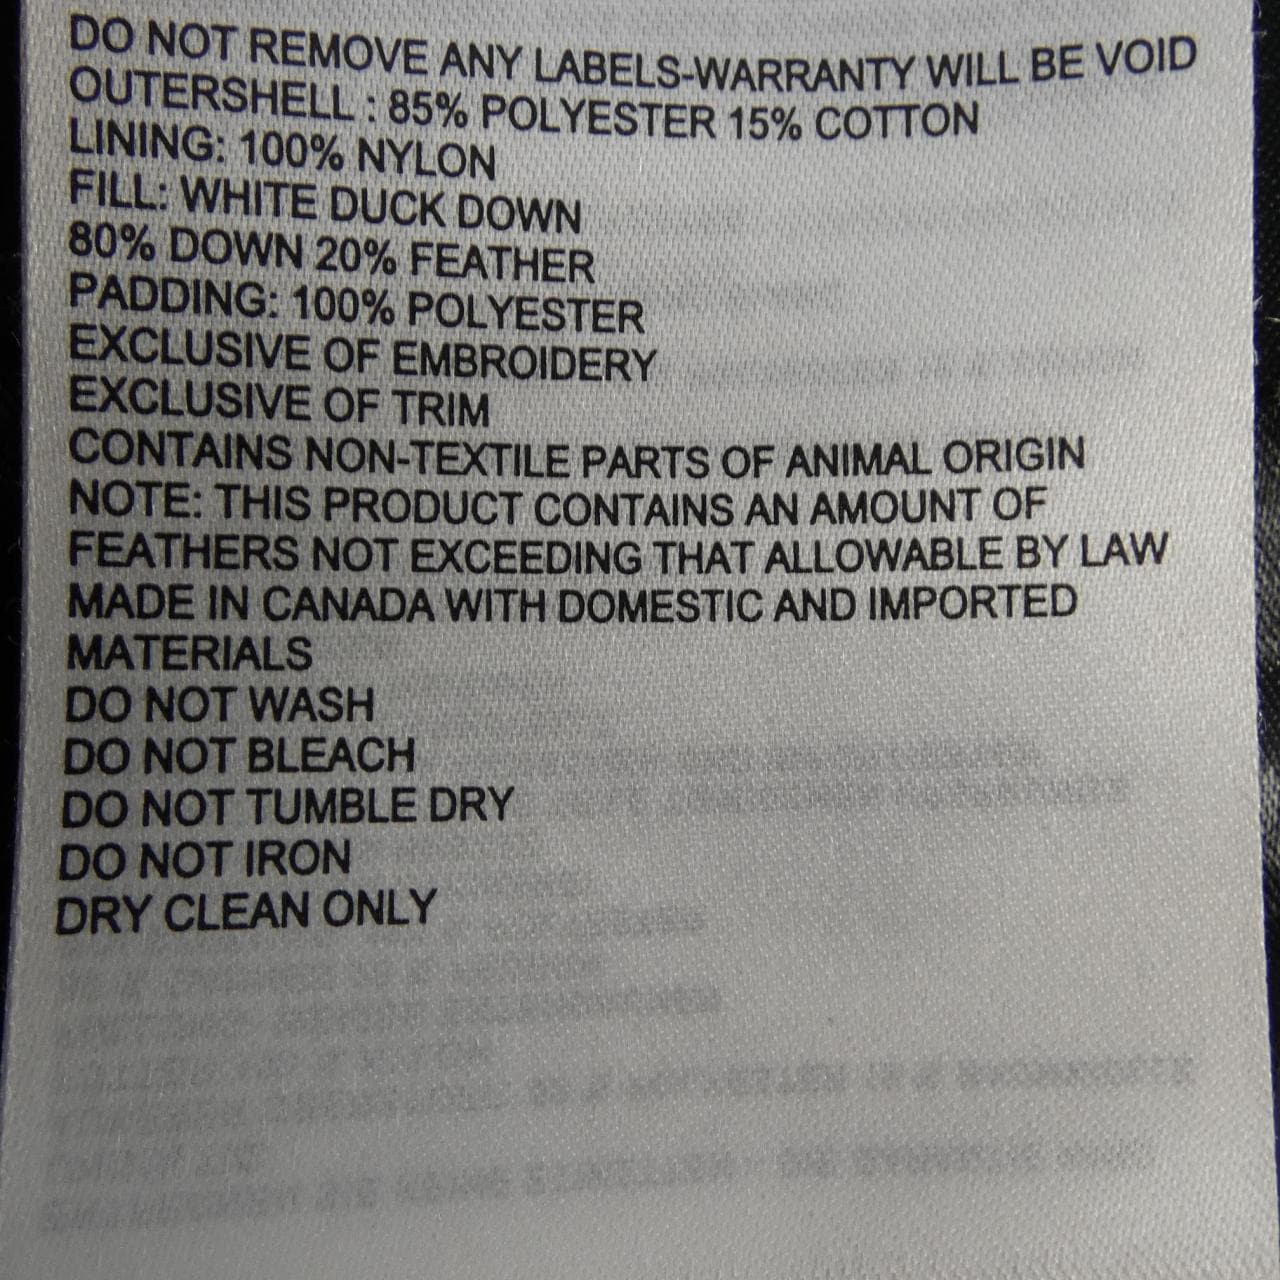 DO NOT REMOVE ANY LABELS-WARRANTY WILL BE VOID
OUTERSHELL : 85% POLYESTER 15% COTTON
LINING: 100% NYLON
FILL: WHITE DUCK DOWN
80% DOWN 20% FEATHER
PADDING: 100% POLYESTER
EXCLUSIVE OF EMBROIDERY
EXCLUSIVE OF TRIM
CONTAINS NON-TEXTILE PARTS OF ANIMAL ORIGIN
NOTE: THIS PRODUCT CONTAINS AN AMOUNT OF
FEATHERS NOT EXCEEDING THAT ALLOWABLE BY LAW
MADE IN CANADA WITH DOMESTIC AND IMPORTED
MATERIALS
DO NOT WASH
DO NOT BLEACH
DO NOT TUMBLE DRY
DO NOT IRON
DRY CLEAN ONLY